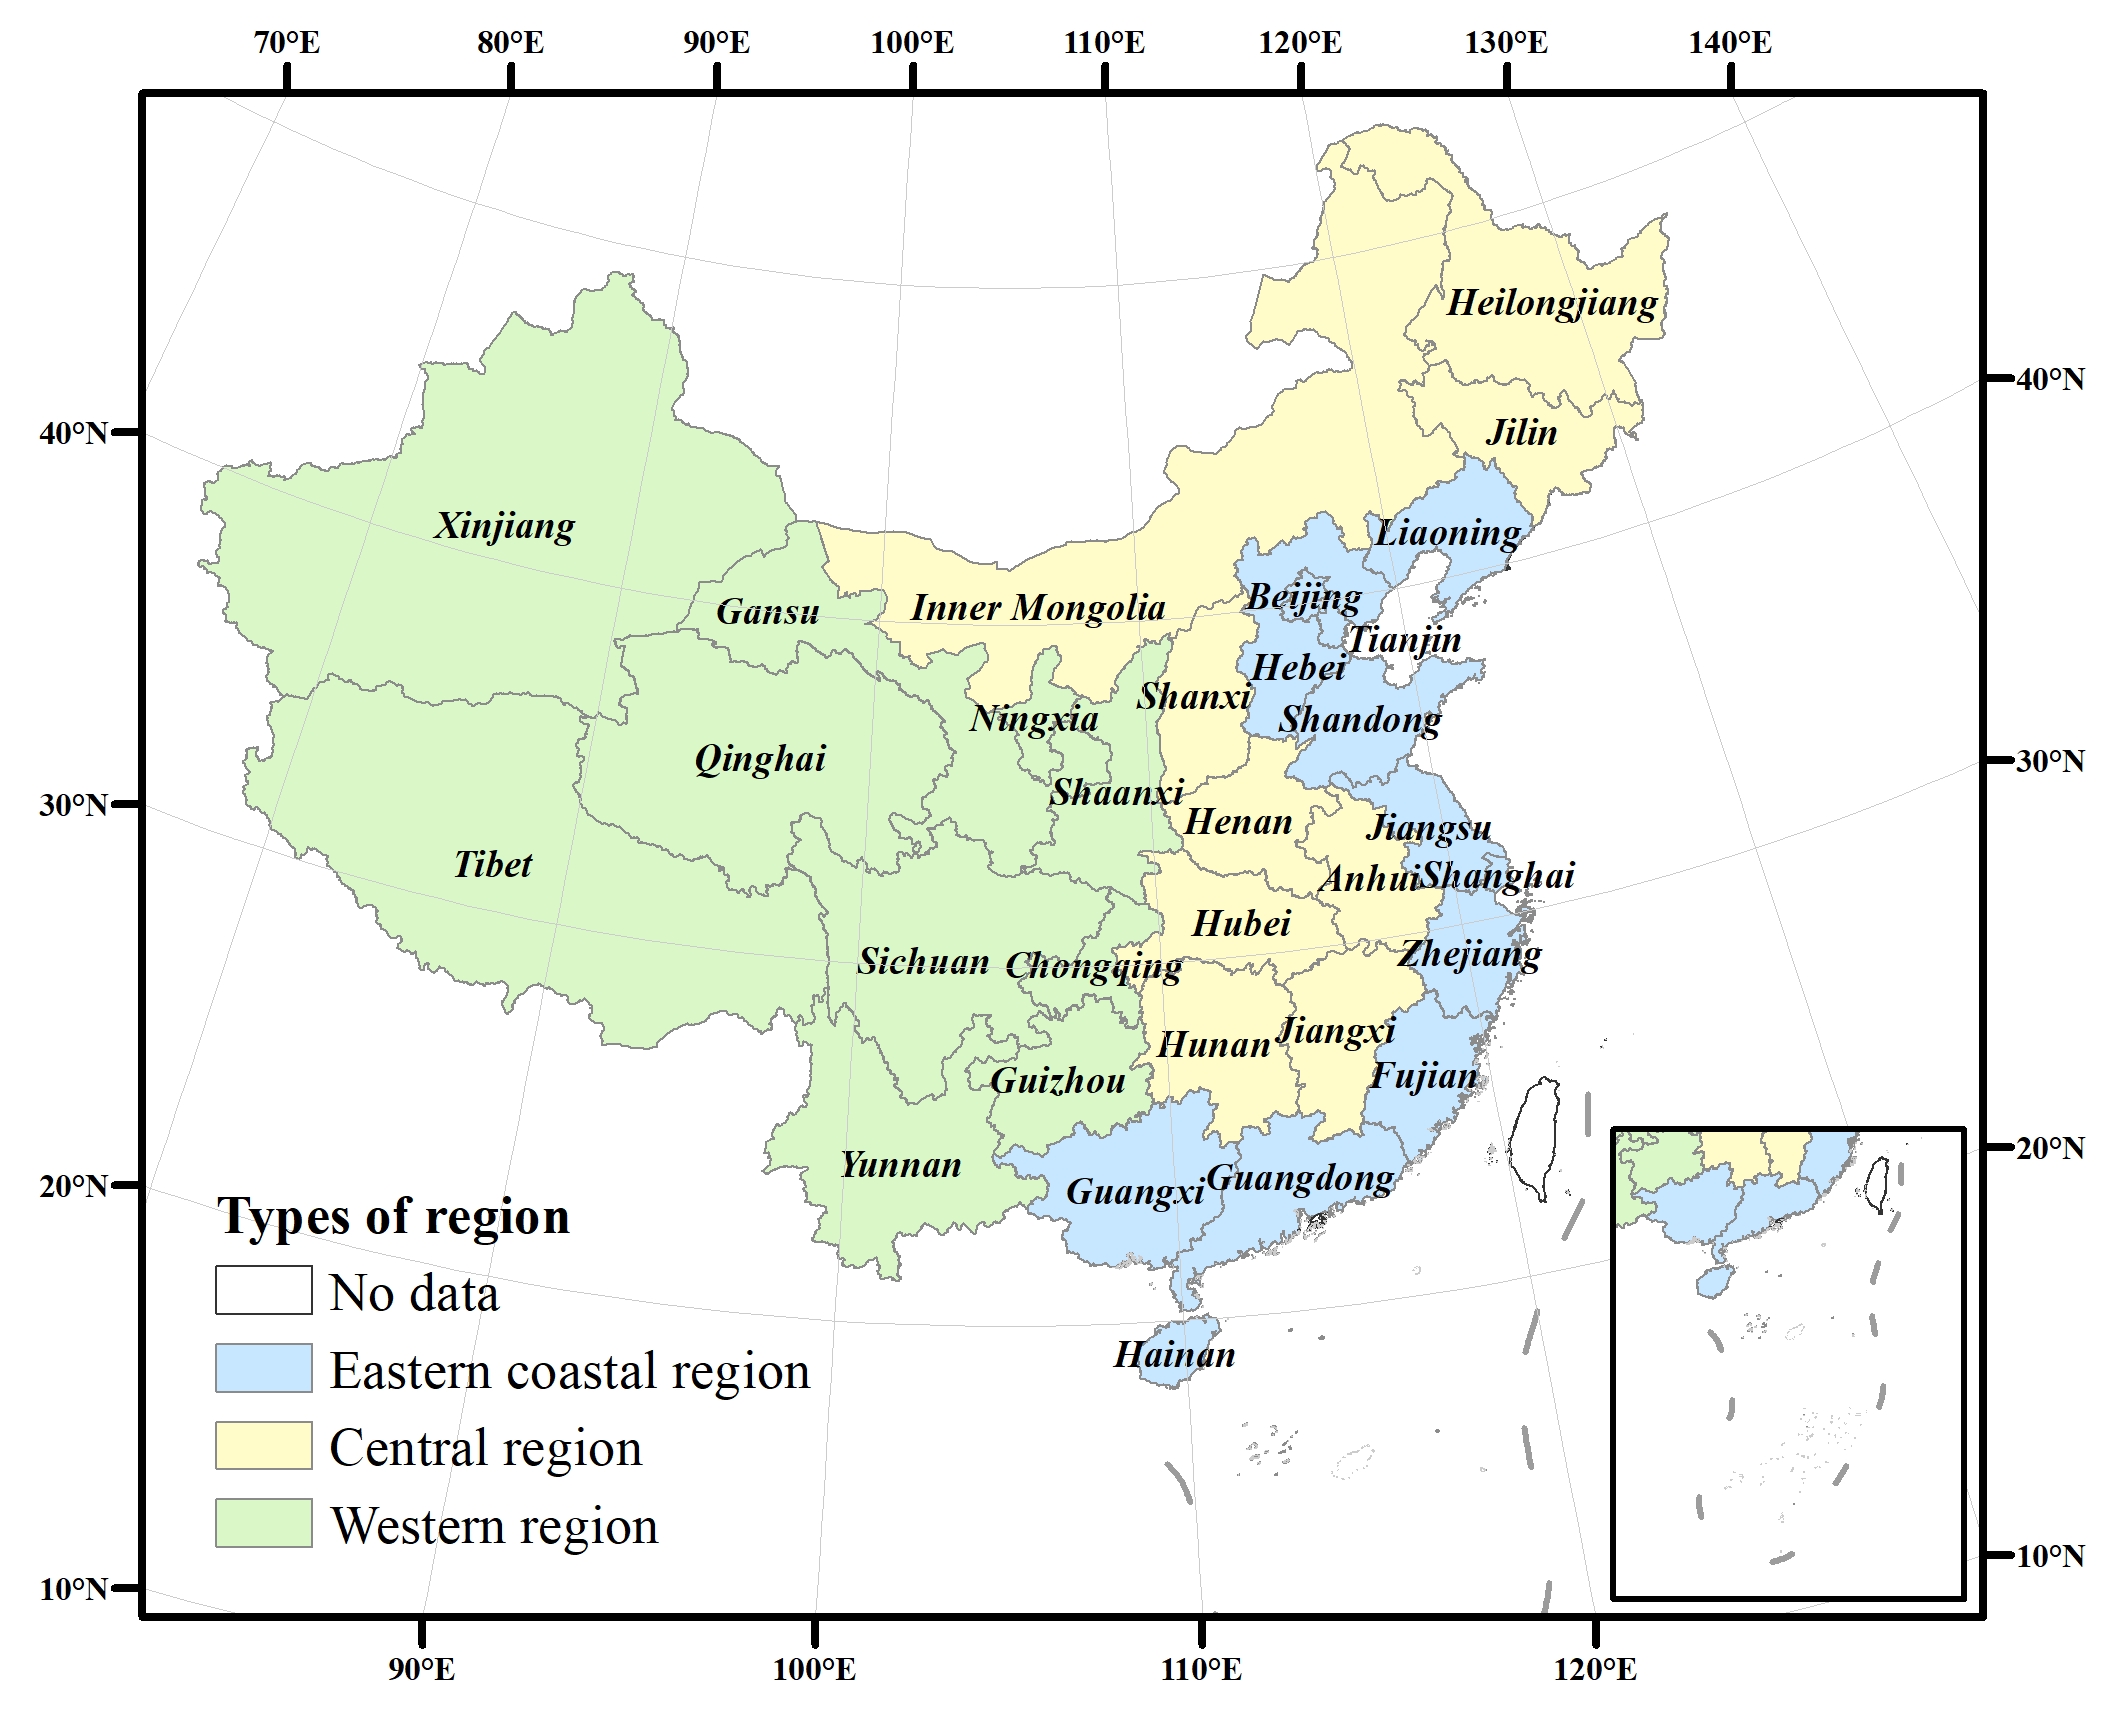 70°E 80°E 90°E 100°E 110°E 120°E 130°E 140°E
Heilongjiang
40°N
Jilin
40°N
Xinjiang
Liaoning
Beijing
Gansu
Inner Mongolia
Tianjin
Hebei
Shanxi
Ningxia
Shandong
Qinghai
30°N
Shaanxi
30°N
Henan
Jiangsu
Tibet
Anhui
Shanghai
Hubei
Zhejiang
Sichuan
Chongqing
Jiangxi
Hunan
Fujian
Guizhou
20°N
Yunnan
Guangdong
20°N
Guangxi
Types of region
No data
Hainan
Eastern coastal region
Central region
Western region
10°N
10°N
90°E 100°E 110°E 120°E